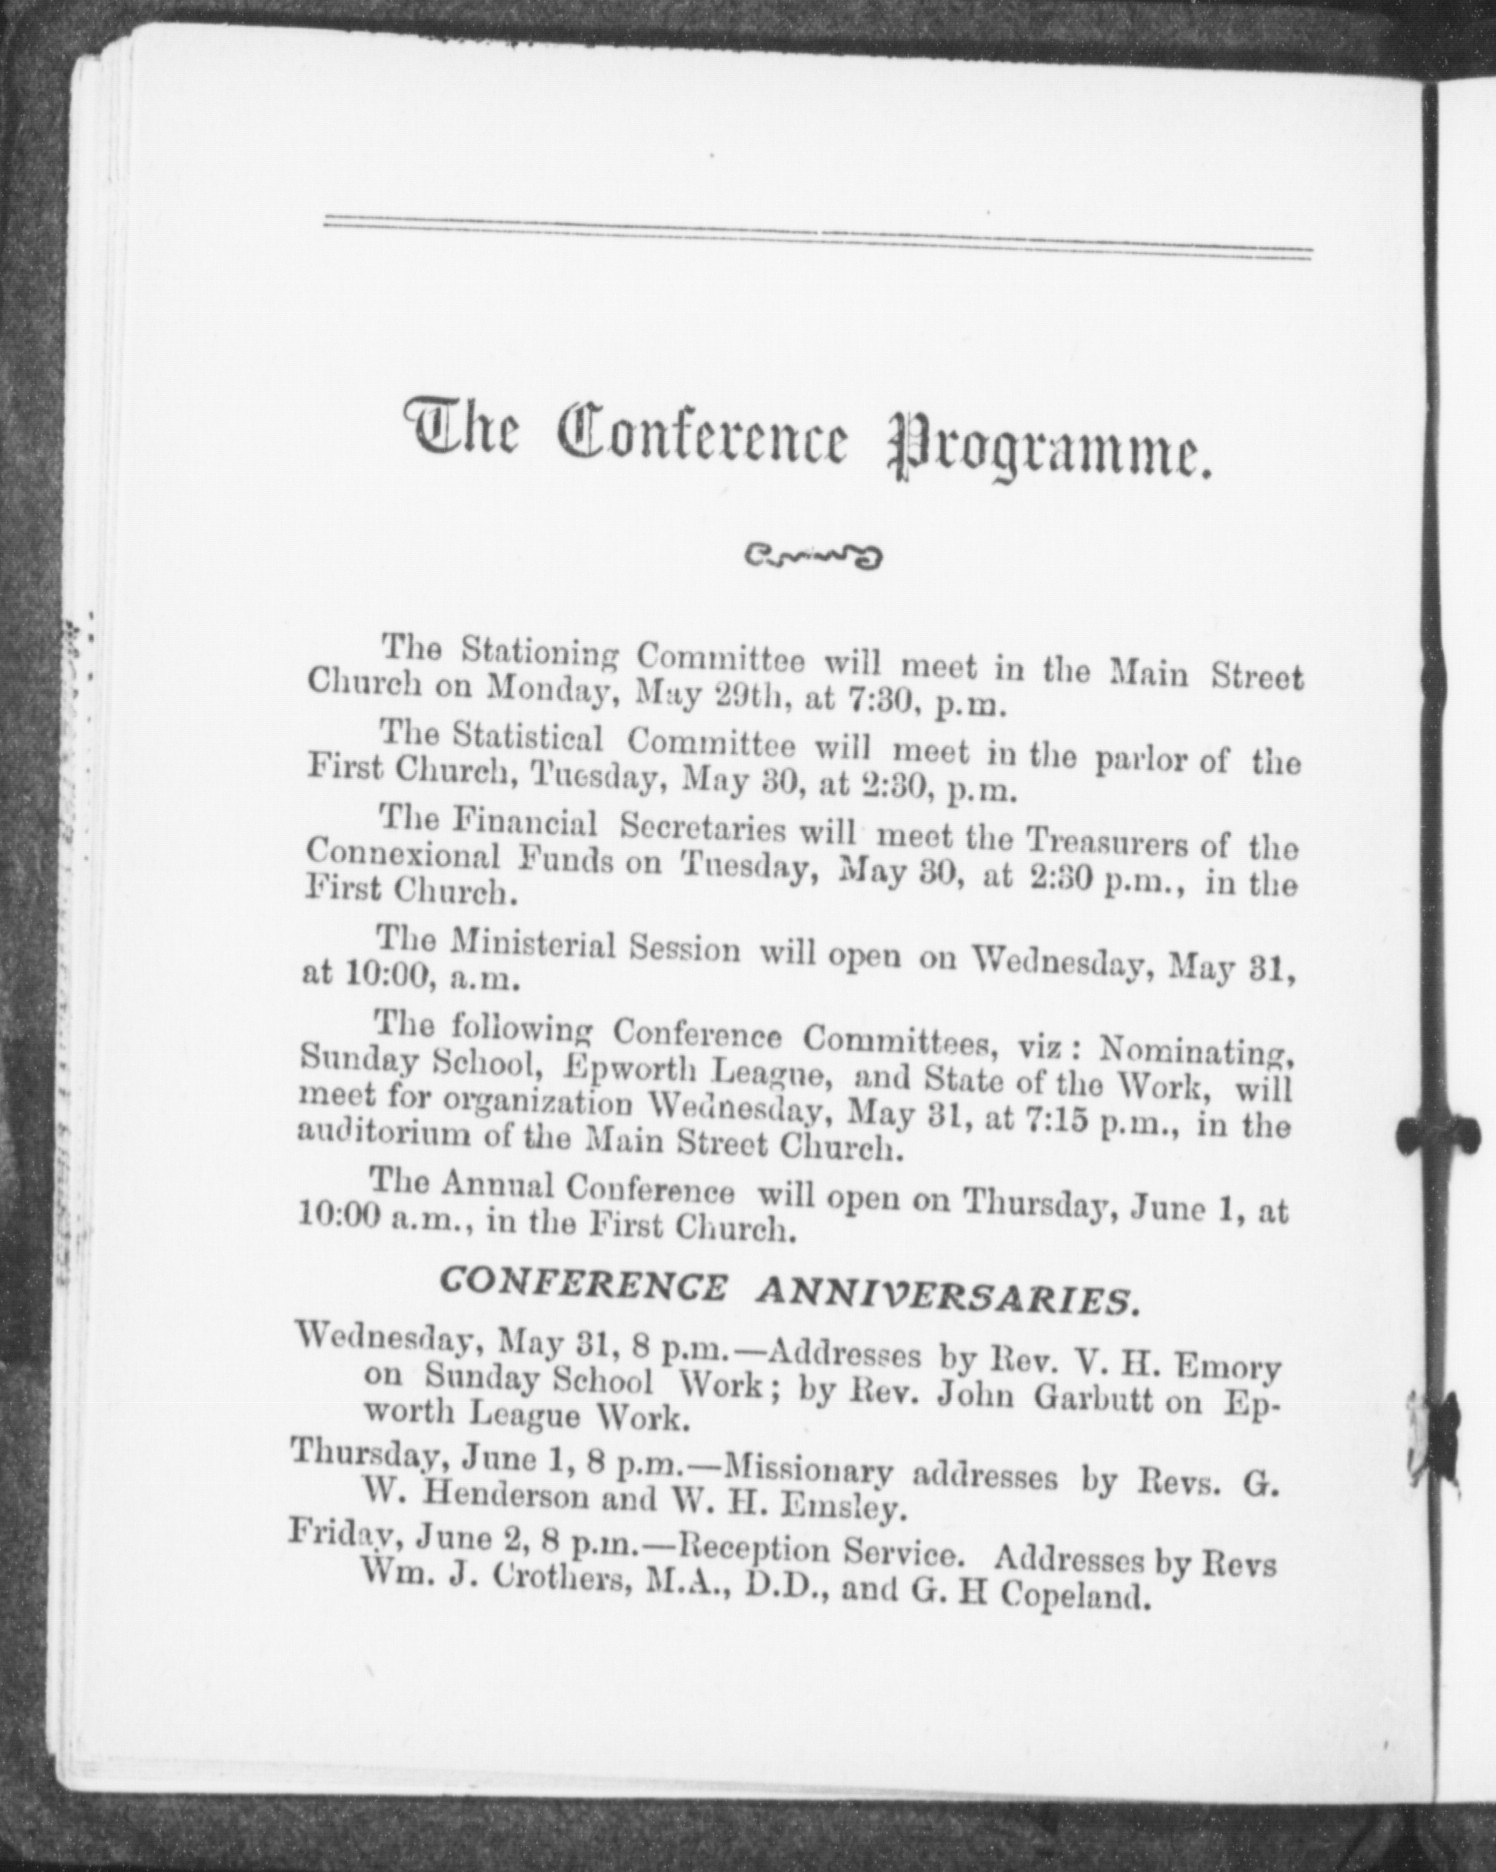 The Conference Programme.
The Stationing Committee will meet in the Main Street
Church on Monday, May 29th, at 7:30, p.m.
The Statistical Committee will meet in the parlor of the
First Church, Tuesday, May 30, at 2:30, p.m.
The Financial Secretaries will meet the Treasurers of the
Connexional Funds on Tuesday, May 30, at 2:30 p.m., in the
First Church.
The Ministerial Session will open on Wednesday, May 31,
at 10:00, a.m.
The following Conference Committees, viz : Nominating,
Sunday School, Epworth League, and State of the Work, will
meet for organization Wednesday, May 31, at 7:15 p.m., in the
auditorium of the Main Street Church.
The Annual Conference will open on Thursday, June 1, at
10:00 a.m., in the First Church.
CONFERENCE ANNIVERSARIES.
Wednesday, May 31, 8 p.m.—Addresses by Rev. V. H. Emory
on Sunday School Work ; by Rev. John Garbutt on Ep-
worth League Work.
Thursday, June 1, 8 p.m.—Missionary addresses by Revs. G.
W. Henderson and W. H. Emsley.
Friday, June 2, 8 p.m.—Reception Service. Addresses by Revs
Wm. J. Crothers, M.A., D.D., and G. H Copeland.